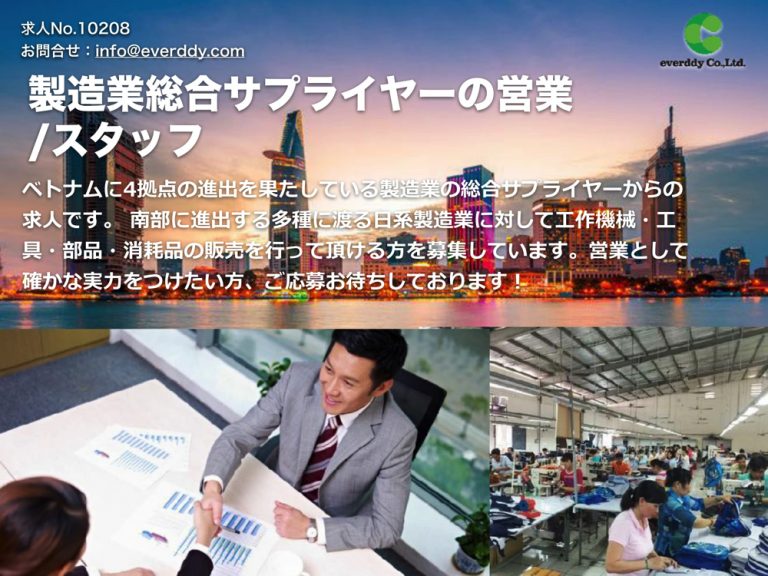 求人No.10208
お問合せ：info@everddy.com
everddy Co.,Ltd.
製造業総合サプライヤーの営業
/スタッフ
ベトナムに4拠点の進出を果たしている製造業の総合サプライヤーからの
求人です。 南部に進出する多種に渡る日系製造業に対して工作機械・工
具・部品・消耗品の販売を行って頂ける方を募集しています。営業として
確かな実力をつけたい方、ご応募お待ちしております！